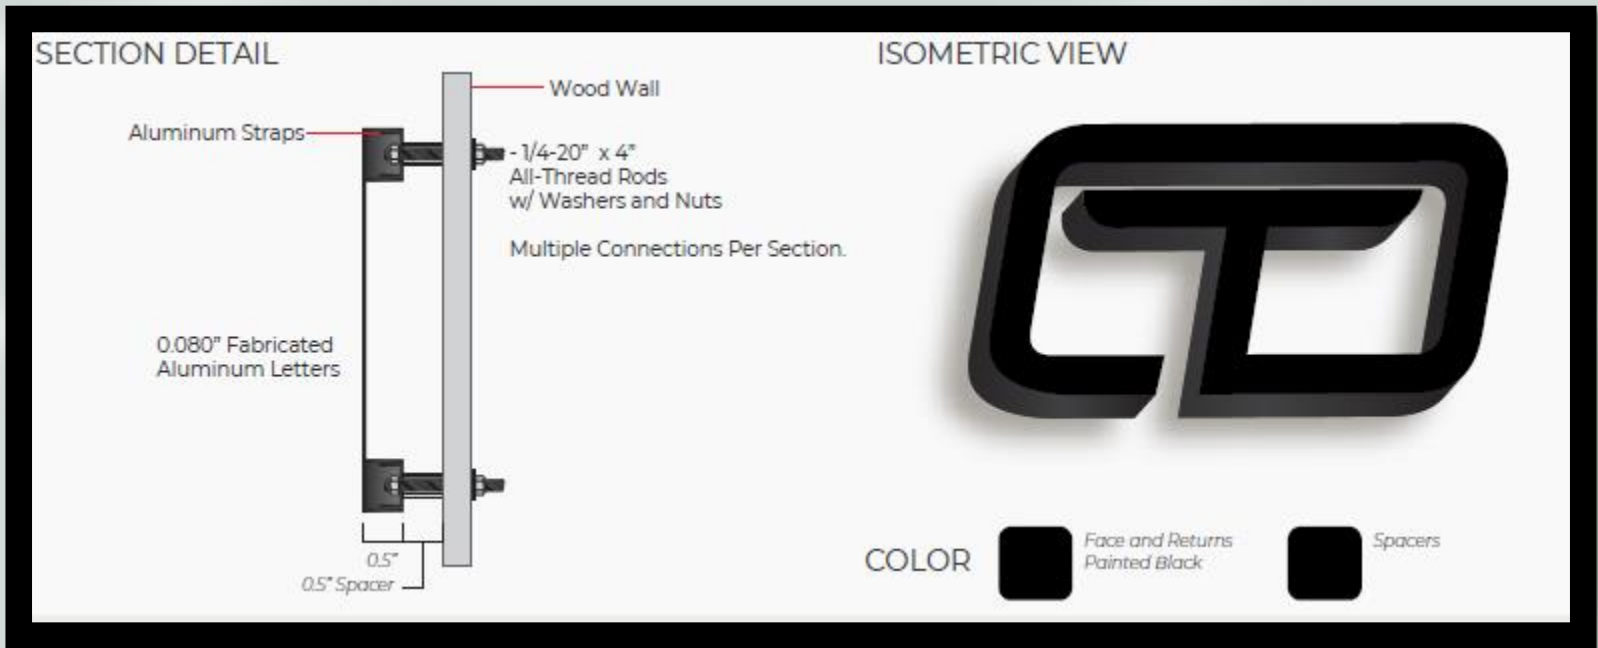 SECTION DETAIL
Wood Wall
Aluminum Straps
- 1/4-20" x 4"
All-Thread Rods
w/ Washers and Nuts
Multiple Connections Per Section.
0.080" Fabricated
Aluminum Letters
0.5"
0.5" Spacer
ISOMETRIC VIEW
COLOR
Face and Returns
Painted Black
Spacers